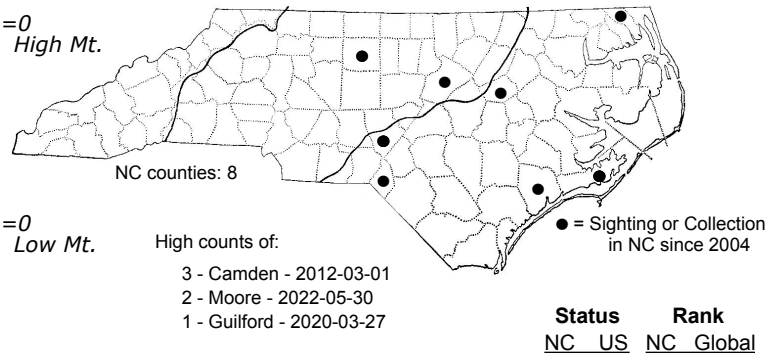 =0
High Mt.
NC counties: 8
=0
Low Mt.
High counts of:
3 - Camden - 2012-03-01
2 - Moore - 2022-05-30
1 - Guilford - 2020-03-27
● = Sighting or Collection
in NC since 2004
Status Rank
NC US NC Global